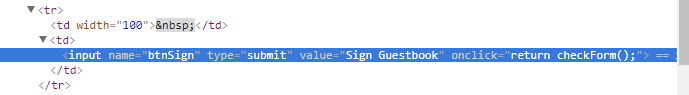 ▼<tr>
<td width="100">&nbsp;</td>
▼<td>
<input name="btnSign" type="submit" value="Sign Guestbook" onclick="return checkForm();"> ==
</td>
</tr>